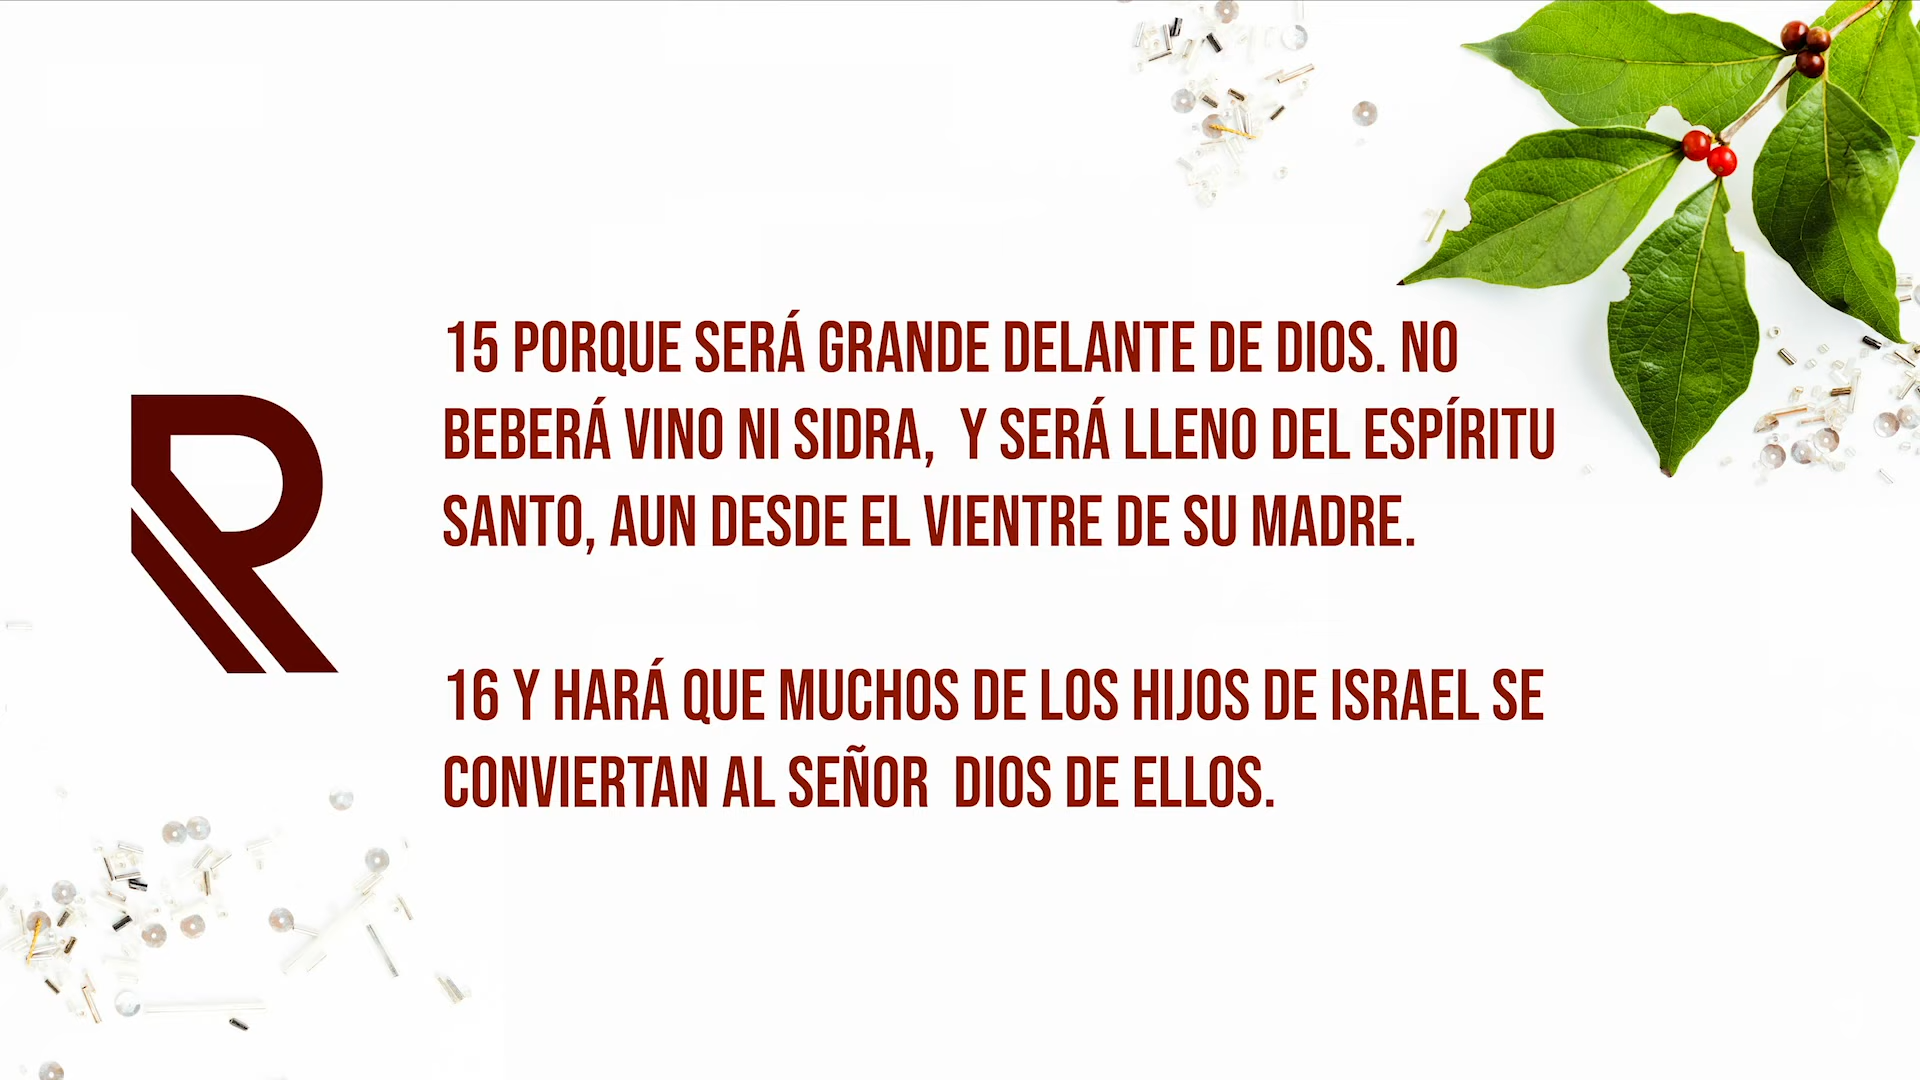 15 PORQUE SERÁ GRANDE DELANTE DE DIOS. NO
BEBERÁ VINO NI SIDRA,  Y SERÁ LLENO DEL ESPÍRITU
SANTO, AUN DESDE EL VIENTRE DE SU MADRE.
16 Y HARÁ QUE MUCHOS DE LOS HIJOS DE ISRAEL SE
CONVIERTAN AL SEÑOR  DIOS DE ELLOS.
R